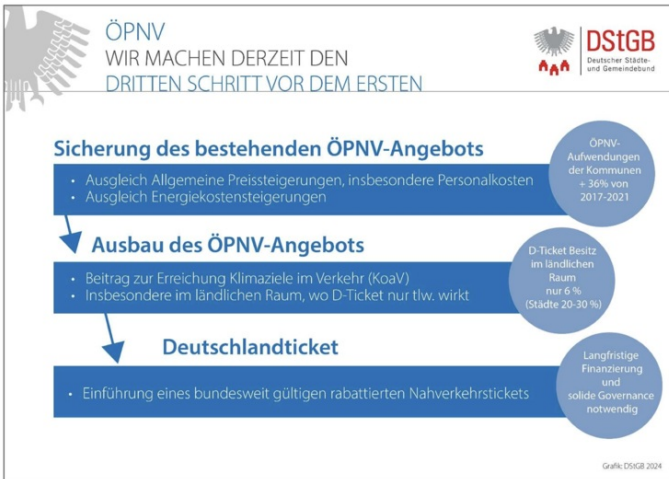 ÖPNV
WIR MACHEN DERZEIT DEN
DRITTEN SCHRITT VOR DEM ERSTEN
DStGB
Deutscher Städte-
und Gemeindebund
Sicherung des bestehenden ÖPNV-Angebots
• Ausgleich Allgemeine Preissteigerungen, insbesondere Personalkosten
• Ausgleich Energiekostensteigerungen
ÖPNV-
Aufwendungen
der Kommunen
+ 36% von
2017-2021
Ausbau des ÖPNV-Angebots
• Beitrag zur Erreichung Klimaziele im Verkehr (KoaV)
• Insbesondere im ländlichen Raum, wo D-Ticket nur tlw. wirkt
D-Ticket Besitz
im ländlichen
Raum
nur 6 %
(Städte 20-30 %)
Deutschlandticket
• Einführung eines bundesweit gültigen rabattierten Nahverkehrstickets
Langfristige
Finanzierung
und
solide Governance
notwendig
Grafik: DStGB 2024